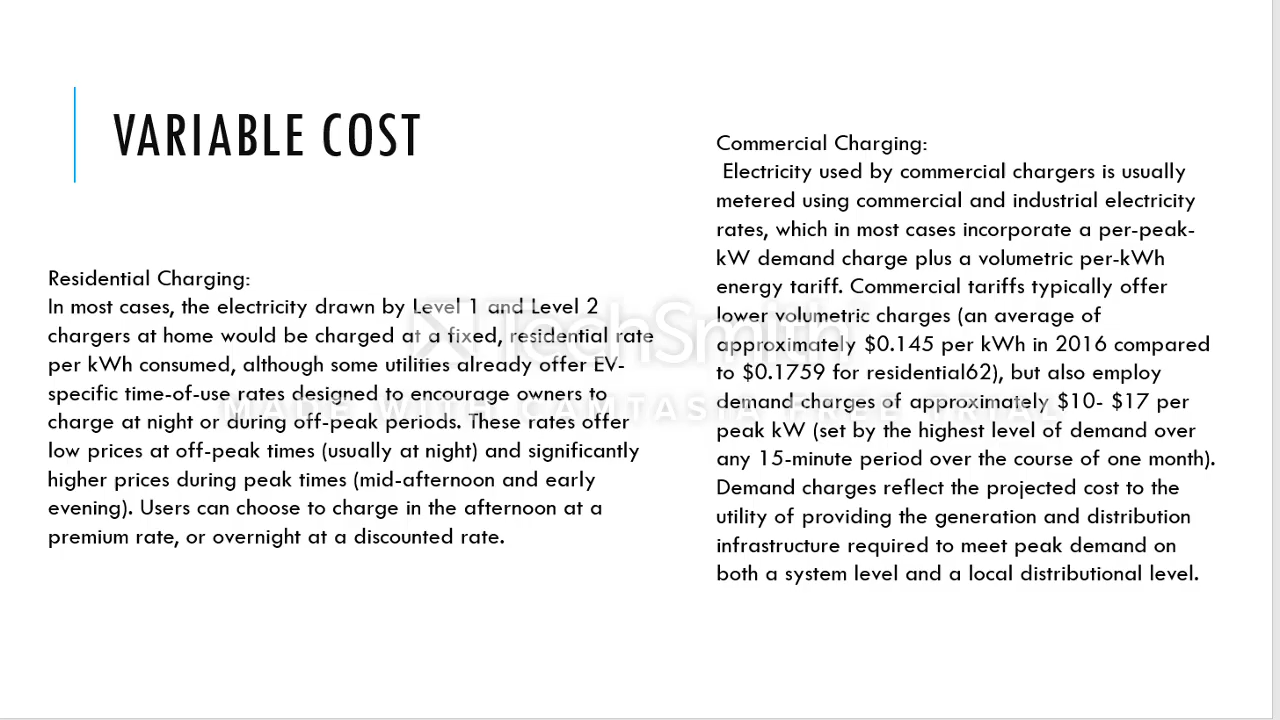 VARIABLE COST
Residential Charging:
In most cases, the electricity drawn by Level 1 and Level 2
chargers at home would be charged at a fixed, residential rate
per kWh consumed, although some utilities already offer EV-
specific time-of-use rates designed to encourage owners to
charge at night or during off-peak periods. These rates offer
low prices at off-peak times (usually at night) and significantly
higher prices during peak times (mid-afternoon and early
evening). Users can choose to charge in the afternoon at a
premium rate, or overnight at a discounted rate.
Commercial Charging:
Electricity used by commercial chargers is usually
metered using commercial and industrial electricity
rates, which in most cases incorporate a per-peak-
kW demand charge plus a volumetric per-kWh
energy tariff. Commercial tariffs typically offer
lower volumetric charges (an average of
approximately $0.145 per kWh in 2016 compared
to $0.1759 for residential62), but also employ
demand charges of approximately $10- $17 per
peak kW (set by the highest level of demand over
any 15-minute period over the course of one month).
Demand charges reflect the projected cost to the
utility of providing the generation and distribution
infrastructure required to meet peak demand on
both a system level and a local distributional level.
TechSmith
MADE WITH CAMTASIA FREE TRIAL